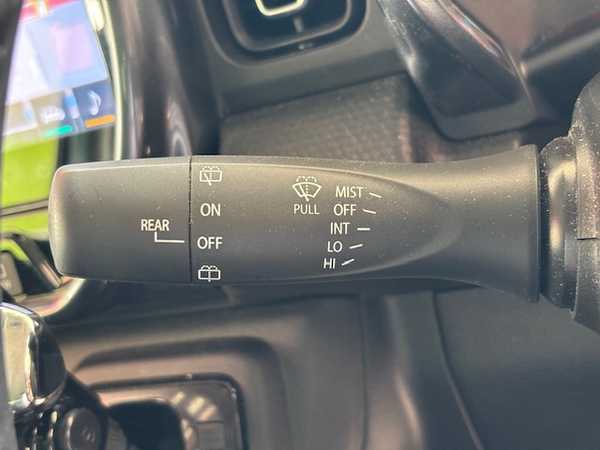 REAR
ON
OFF
PULL
MIST
OFF
INT
LO
HI